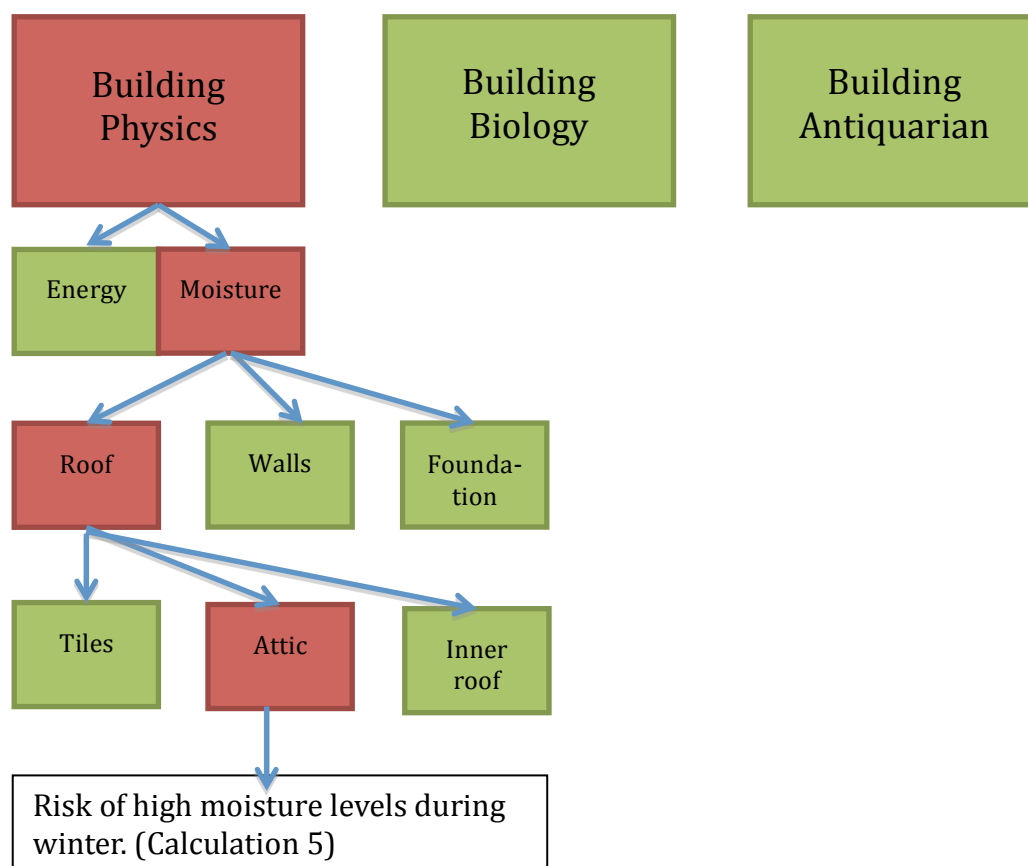 Building
Physics
Building
Biology
Building
Antiquarian
Energy
Moisture
Roof
Walls
Founda-
tion
Tiles
Attic
Inner
roof
Risk of high moisture levels during
winter. (Calculation 5)